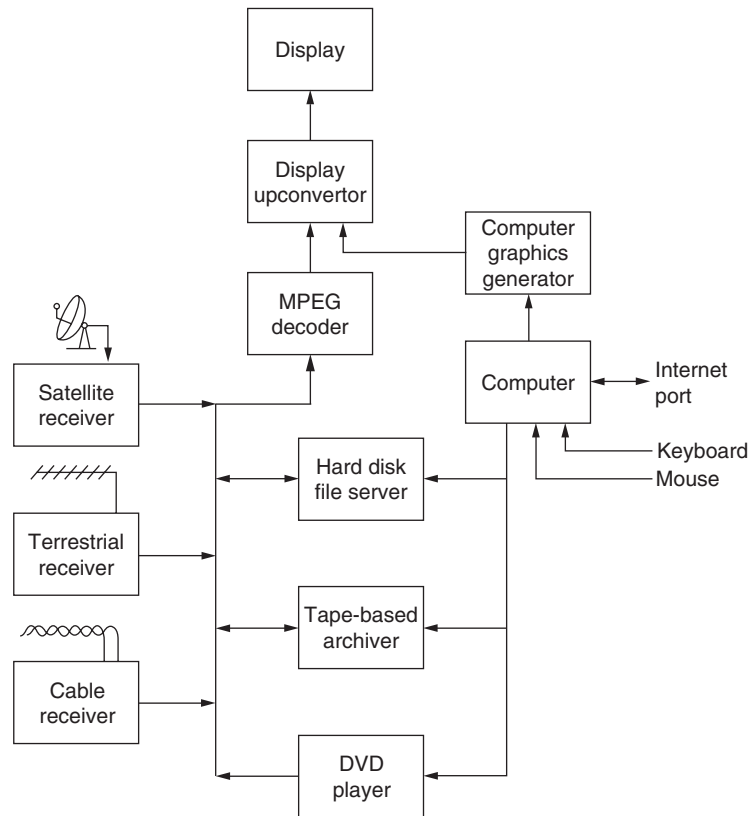 Display
Display
upconvertor
Computer
graphics
generator
MPEG
decoder
Satellite
receiver
Computer
Internet
port
Keyboard
Mouse
Hard disk
file server
Terrestrial
receiver
Tape-based
archiver
Cable
receiver
DVD
player